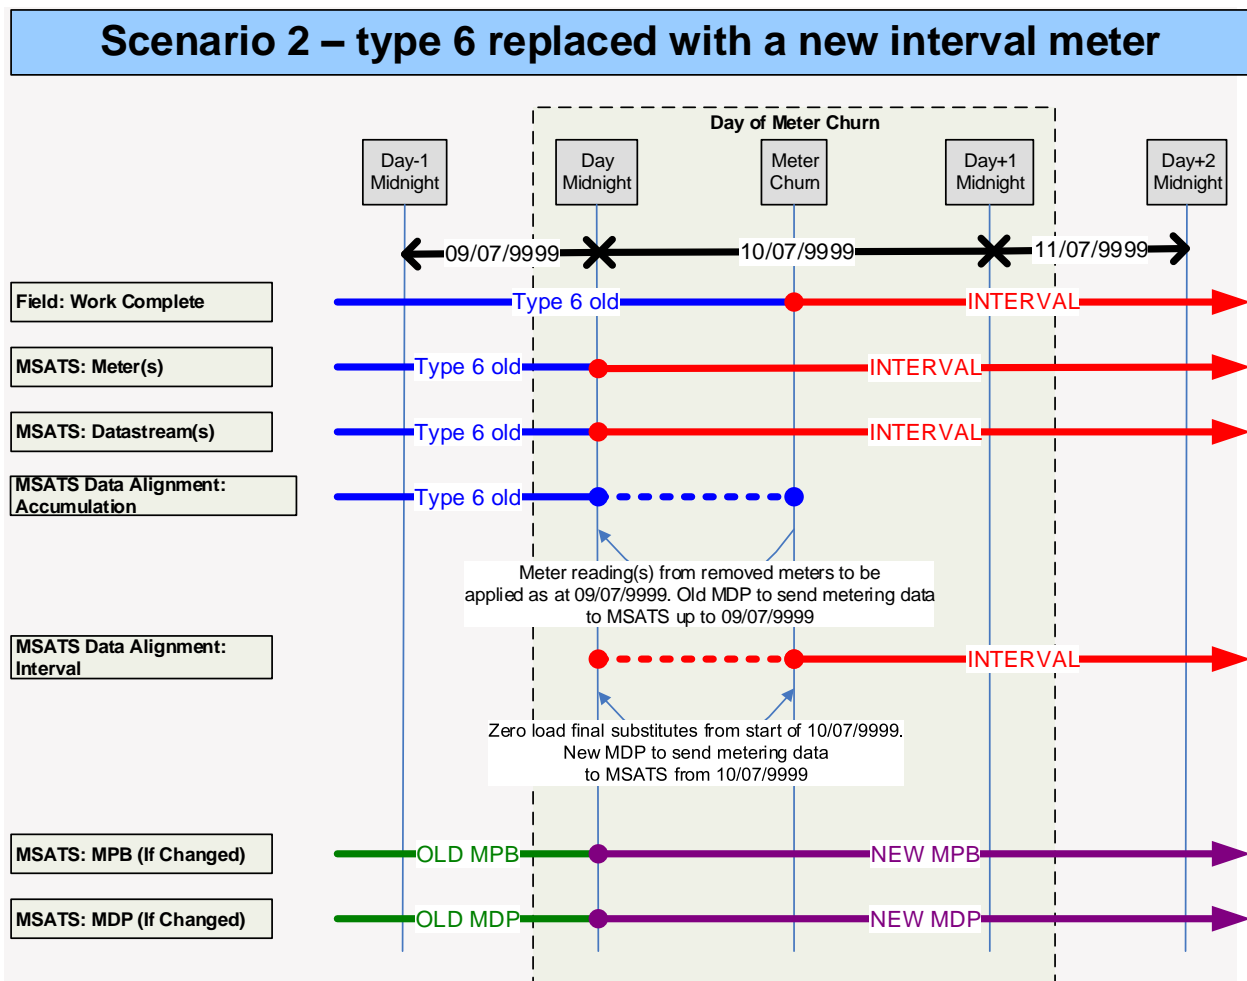 Scenario 2 – type 6 replaced with a new interval meter
Day of Meter Churn
Day-1
Midnight
Day
Midnight
Meter
Churn
Day+1
Midnight
Day+2
Midnight
09/07/9999
10/07/9999
11/07/9999
Field: Work Complete
Type 6 old
INTERVAL
MSATS: Meter(s)
Type 6 old
INTERVAL
MSATS: Datastream(s)
Type 6 old
INTERVAL
MSATS Data Alignment:
Accumulation
Type 6 old
Meter reading(s) from removed meters to be
applied as at 09/07/9999. Old MDP to send metering data
to MSATS up to 09/07/9999
MSATS Data Alignment:
Interval
INTERVAL
Zero load final substitutes from start of 10/07/9999.
New MDP to send metering data
to MSATS from 10/07/9999
MSATS: MPB (If Changed)
OLD MPB
NEW MPB
MSATS: MDP (If Changed)
OLD MDP
NEW MDP